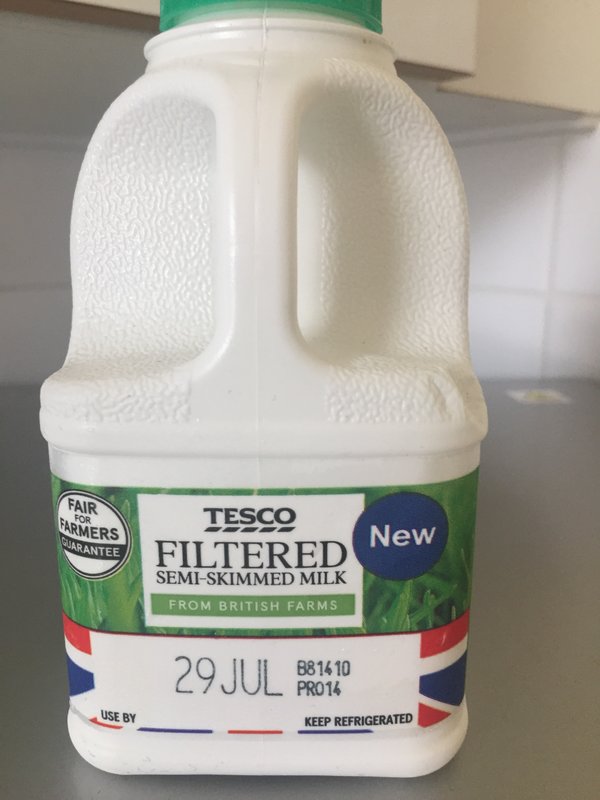 FAIR
FOR
FARMERS
GUARANTEE
TESCO
FILTERED
SEMI-SKIMMED MILK
FROM BRITISH FARMS
New
29 JUL
B81410
PR014
USE BY
KEEP REFRIGERATED